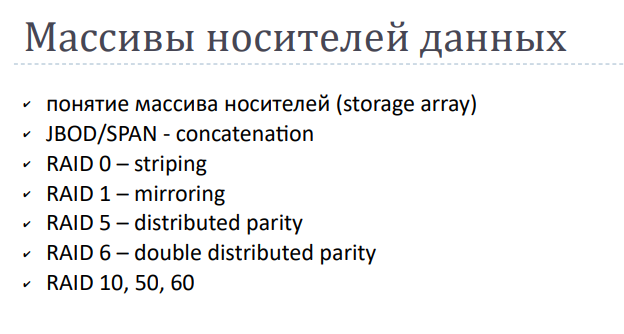 Массивы носителей данных
✓ понятие массива носителей (storage array)
✓ JBOD/SPAN - concatenation
✓ RAID 0 – striping
✓ RAID 1 – mirroring
✓ RAID 5 – distributed parity
✓ RAID 6 – double distributed parity
✓ RAID 10, 50, 60